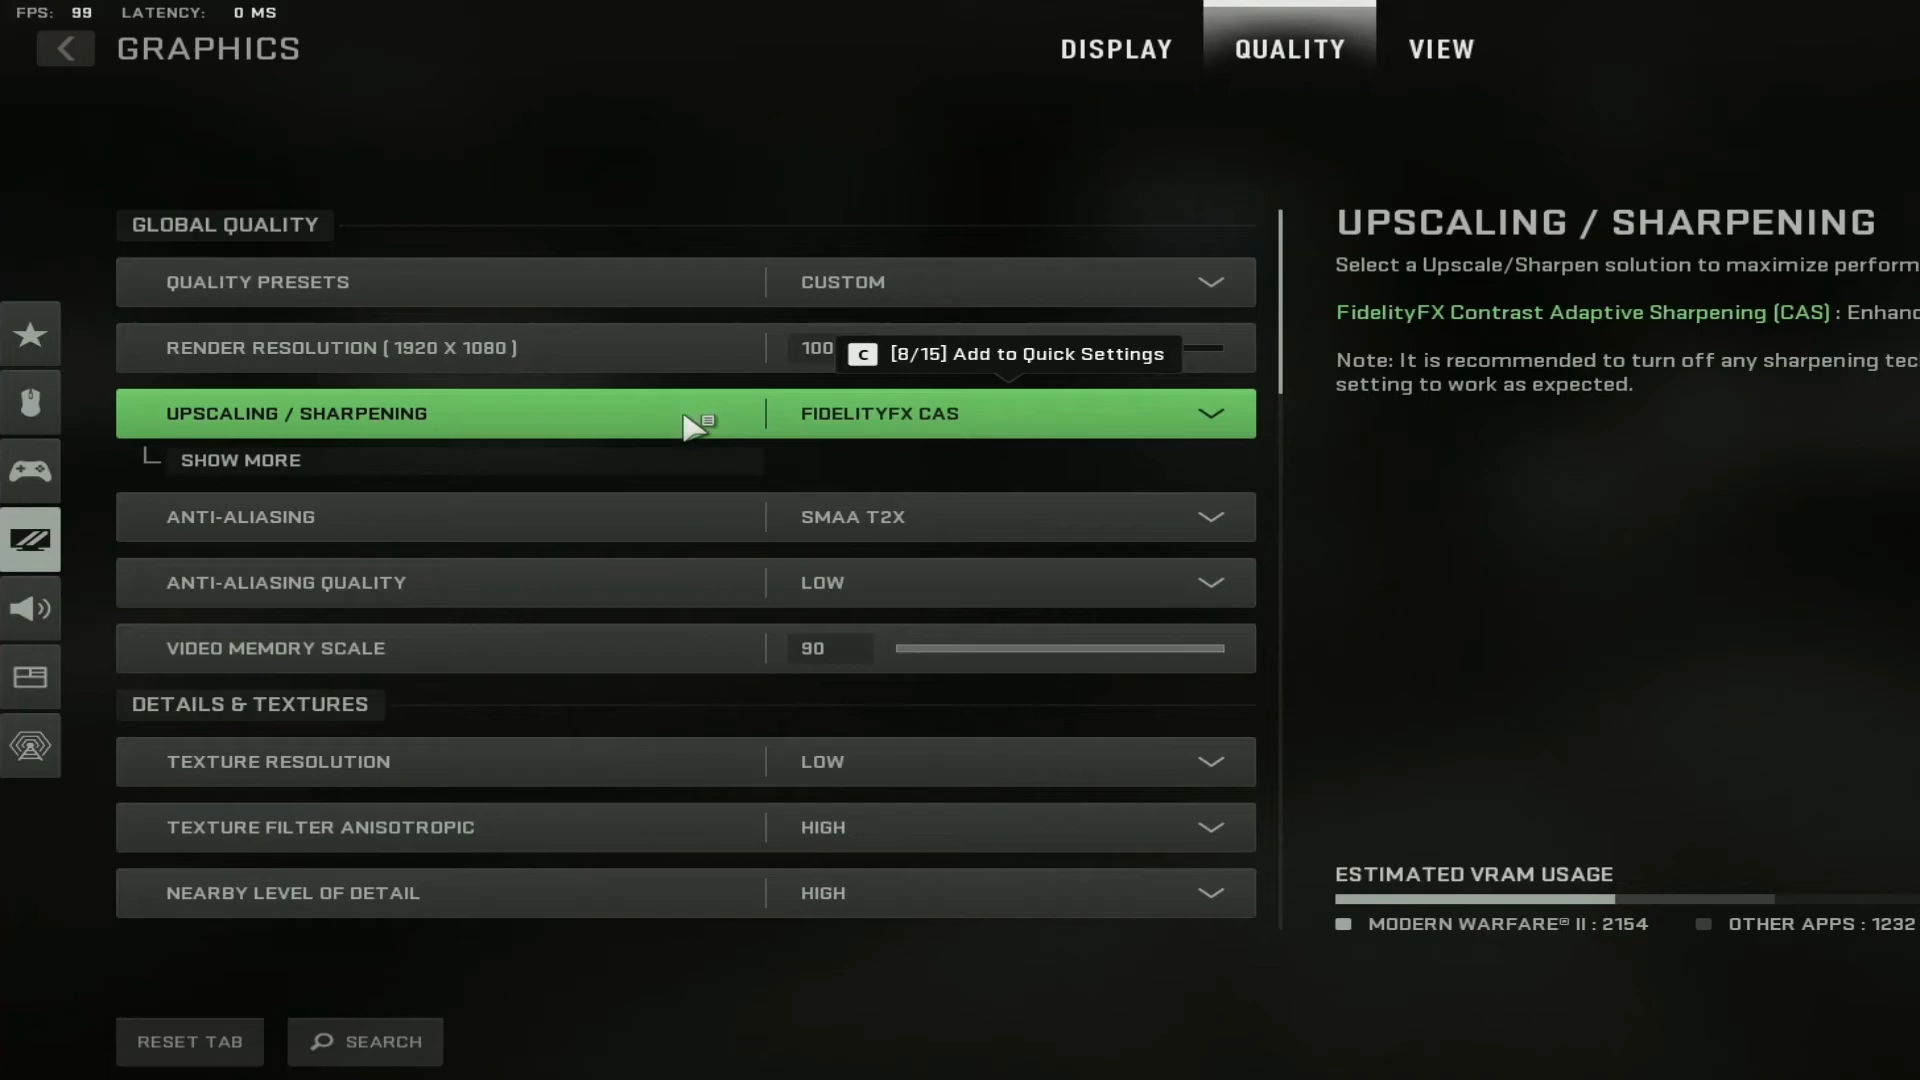 FPS: 99 LATENCY: 0 MS
GRAPHICS
DISPLAY QUALITY VIEW
GLOBAL QUALITY
QUALITY PRESETS CUSTOM
RENDER RESOLUTION ( 1920 X 1080 ) 100
C [8/15] Add to Quick Settings
UPSCALING / SHARPENING FIDELITYFX CAS
SHOW MORE
ANTI-ALIASING SMAA T2X
ANTI-ALIASING QUALITY LOW
VIDEO MEMORY SCALE 90
DETAILS & TEXTURES
TEXTURE RESOLUTION LOW
TEXTURE FILTER ANISOTROPIC HIGH
NEARBY LEVEL OF DETAIL HIGH
RESET TAB SEARCH
UPSCALING / SHARPENING
Select a Upscale/Sharpen solution to maximize perform
FidelityFX Contrast Adaptive Sharpening (CAS) : Enhanc
Note: It is recommended to turn off any sharpening tec
setting to work as expected.
ESTIMATED VRAM USAGE
MODERN WARFARE® II : 2154 OTHER APPS : 1232